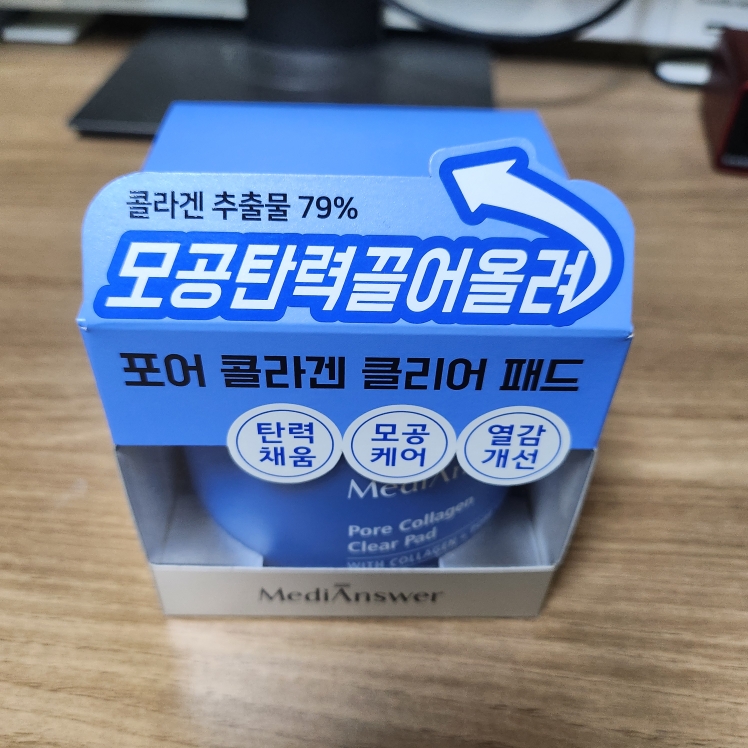 콜라겐 추출물 79%
모공탄력끌어올려
포어 콜라겐 클리어 패드
탄력
채움
모공
케어
열감
개선
Pore Collagen
Clear Pad
WITH COLLAGEN
MediAnswer